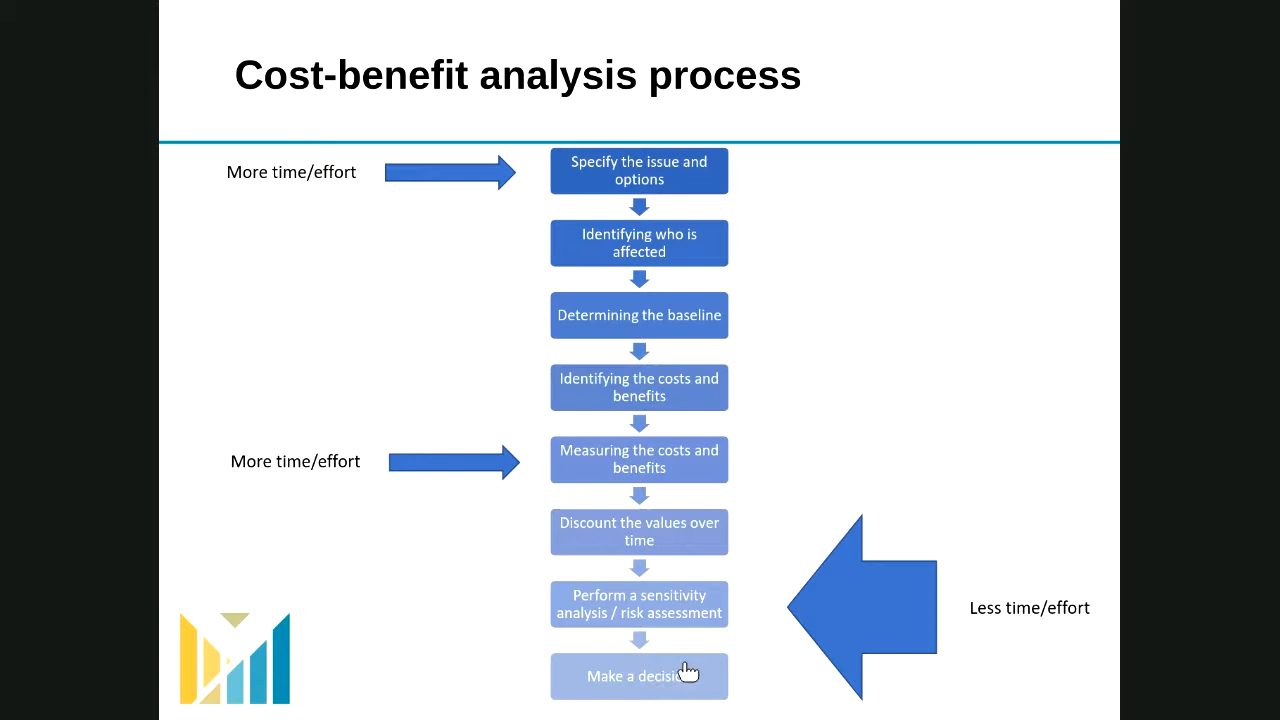 Cost-benefit analysis process
More time/effort
Specify the issue and
options
Identifying who is
affected
Determining the baseline
Identifying the costs and
benefits
More time/effort
Measuring the costs and
benefits
Discount the values over
time
Perform a sensitivity
analysis / risk assessment
Less time/effort
Make a decision